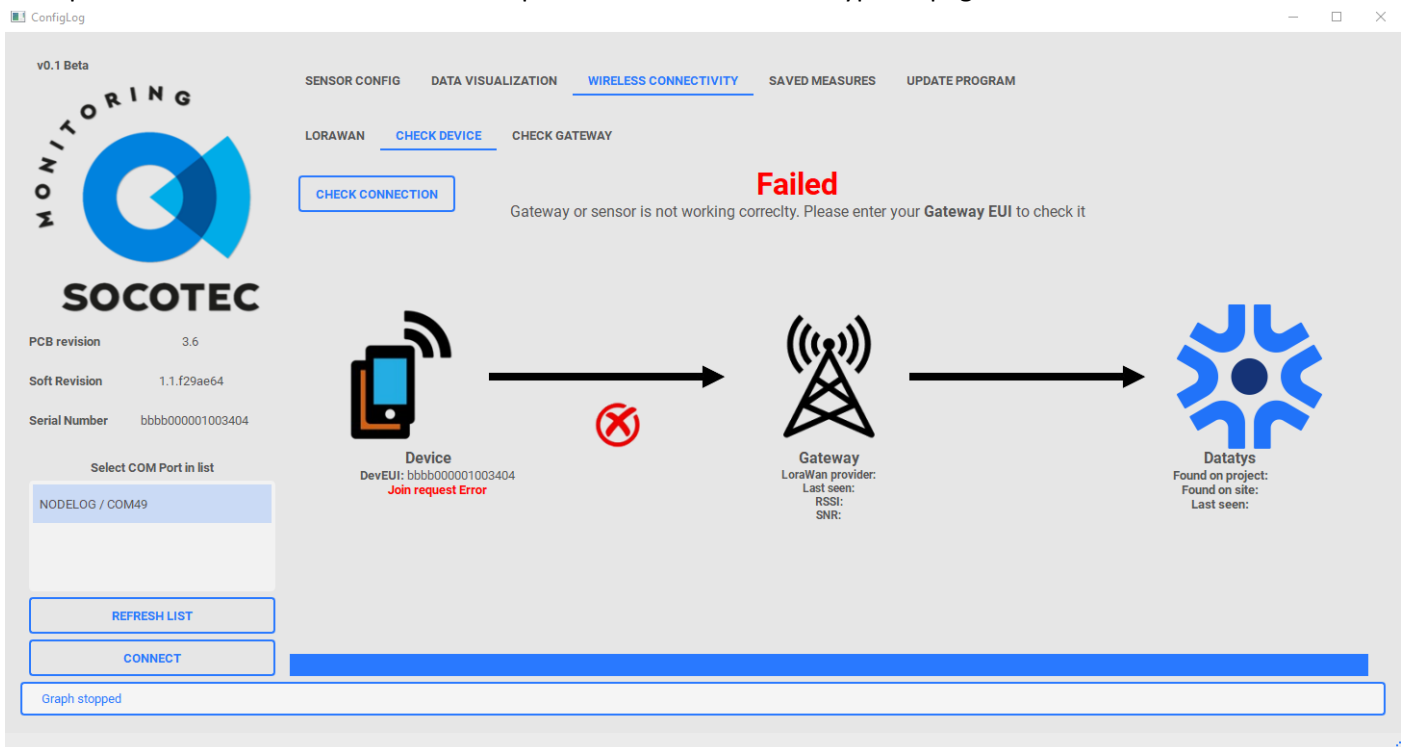 ConfigLog
v0.1 Beta
MONITORING
SOCOTEC
SENSOR CONFIG DATA VISUALIZATION WIRELESS CONNECTIVITY SAVED MEASURES UPDATE PROGRAM
LORAWAN CHECK DEVICE CHECK GATEWAY
CHECK CONNECTION
Failed
Gateway or sensor is not working correclty. Please enter your Gateway EUI to check it
PCB revision 3.6
Soft Revision 1.1.f29ae64
Serial Number bbbb000001003404
Select COM Port in list
NODELOG / COM49
REFRESH LIST
CONNECT
Device
DevEUI: bbbb000001003404
Join request Error
Gateway
LoraWan provider:
Last seen:
RSSI:
SNR:
Datatys
Found on project:
Found on site:
Last seen:
Graph stopped